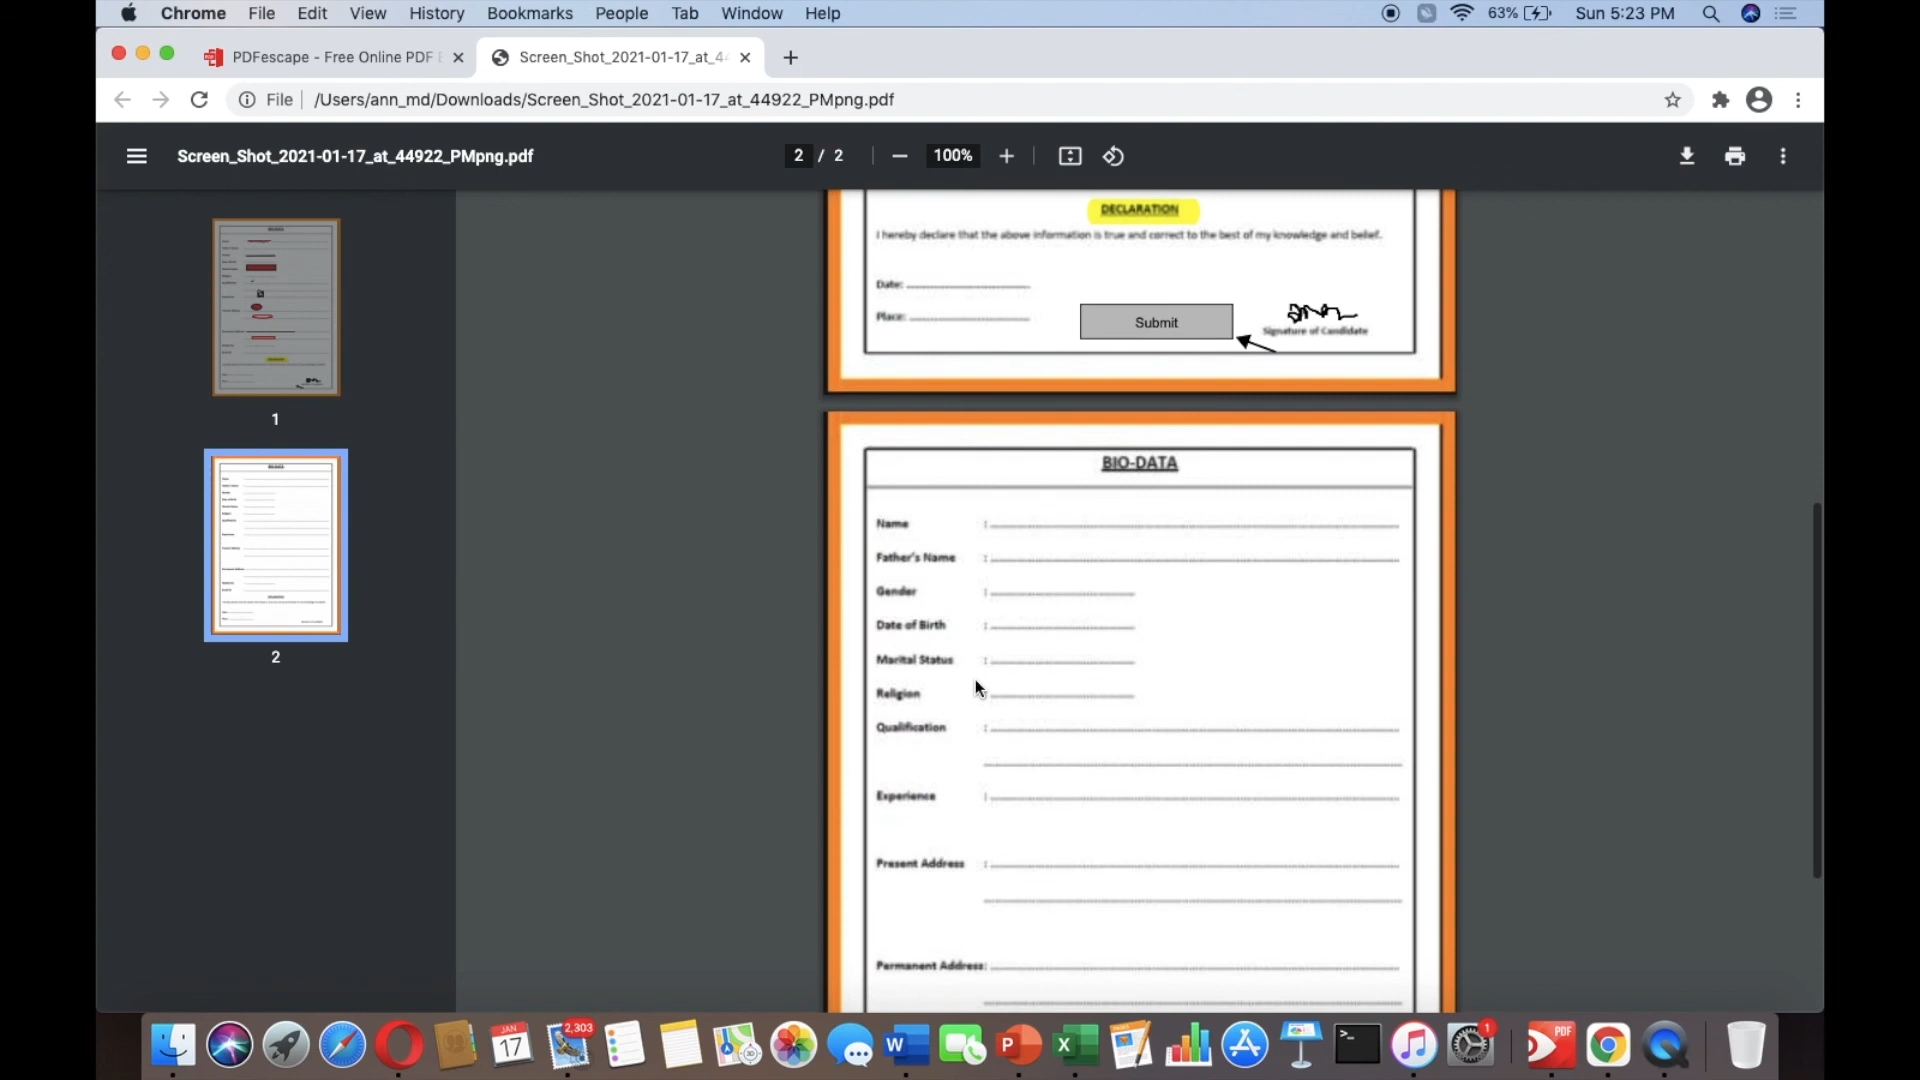 Chrome File Edit View History Bookmarks People Tab Window Help 63% Sun 5:23 PM
PDFescape - Free Online PDF E Screen_Shot_2021-01-17_at_44
File /Users/ann_md/Downloads/Screen_Shot_2021-01-17_at_44922_PMpng.pdf
Screen_Shot_2021-01-17_at_44922_PMpng.pdf 2 / 2 100%
1
2
DECLARATION
I hereby declare that the above information is true and correct to the best of my knowledge and belief.
Date:
Place: Submit Signature of Candidate
BIO-DATA
Name :
Father's Name :
Gender :
Date of Birth :
Marital Status :
Religion
Qualification :
Experience :
Present Address :
Permanent Address:
JAN
17
2,303
PAGES
W
P
X
1
PDF